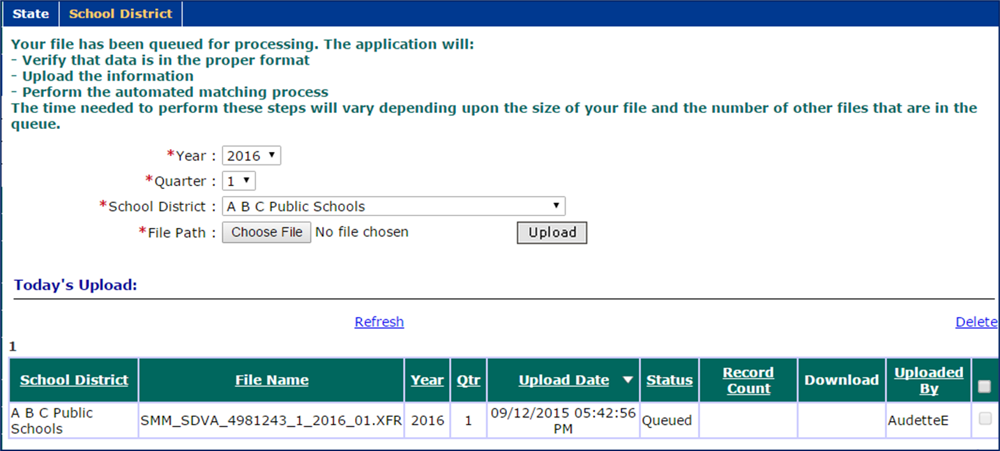 State School District
Your file has been queued for processing. The application will:
- Verify that data is in the proper format
- Upload the information
- Perform the automated matching process
The time needed to perform these steps will vary depending upon the size of your file and the number of other files that are in the
queue.
*Year : 2016
*Quarter : 1
*School District : A B C Public Schools
*File Path : Choose File No file chosen Upload
Today's Upload:
Refresh Delete
1
School District File Name Year Qtr Upload Date Status Record Count Download Uploaded By
A B C Public Schools SMM_SDVA_4981243_1_2016_01.XFR 2016 1 09/12/2015 05:42:56 PM Queued AudetteE